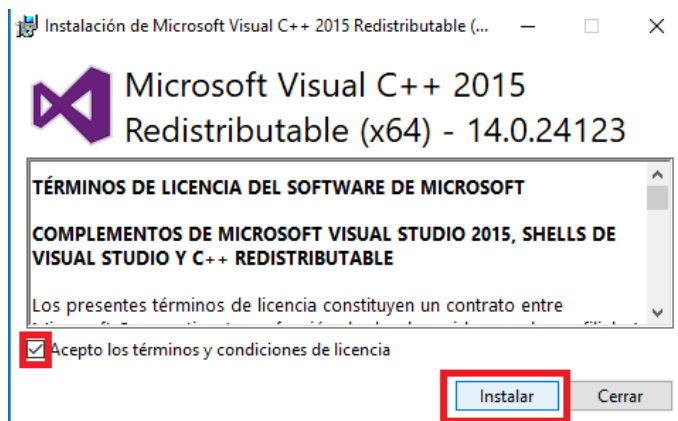 Instalación de Microsoft Visual C++ 2015 Redistributable (...
Microsoft Visual C++ 2015
Redistributable (x64) - 14.0.24123
TÉRMINOS DE LICENCIA DEL SOFTWARE DE MICROSOFT
COMPLEMENTOS DE MICROSOFT VISUAL STUDIO 2015, SHELLS DE
VISUAL STUDIO Y C++ REDISTRIBUTABLE
Los presentes términos de licencia constituyen un contrato entre
Acepto los términos y condiciones de licencia
Instalar Cerrar